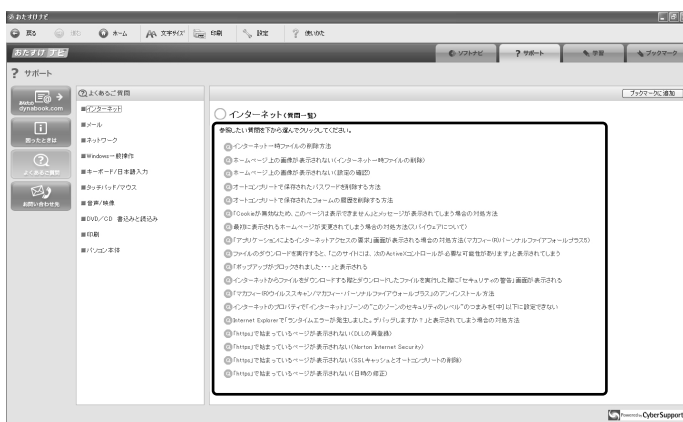 おたすけナビ
戻る
進む
ホーム
文字サイズ
印刷
設定
? 使い方
おたすけ ナビ
ソフトナビ
? サポート
学習
ブックマーク
? サポート
dynabook.com
困ったときは
よくあるご質問
お問い合わせ先
よくあるご質問
■インターネット
■メール
■ネットワーク
■Windows一般操作
■キーボード/日本語入力
■タッチパッド/マウス
■音声/映像
■DVD/CD 書込みと読込み
■印刷
■パソコン本体
ブックマークに追加
インターネット(質問一覧)
参照したい質問を下から選んでクリックしてください。
インターネット一時ファイルの削除方法
ホームページ上の画像が表示されない(インターネット一時ファイルの削除)
ホームページ上の画像が表示されない(設定の確認)
オートコンプリートで保存されたパスワードを削除する方法
オートコンプリートで保存されたフォームの履歴を削除する方法
「Cookieが無効なため、このページは表示できません」とメッセージが表示されてしまう場合の対処方法
最初に表示されるホームページが変更されてしまう場合の対処方法(スパイウェアについて)
「アプリケーションによるインターネットアクセスの要求」画面が表示される場合の対処方法(マカフィー(R)パーソナルファイアウォールプラス5)
ファイルのダウンロードを実行すると、「このサイトには、次のActiveXコントロールが必要な可能性があります」と表示されてしまう
「ポップアップがブロックされました・・・」と表示される
インターネットからファイルをダウンロードする際とダウンロードしたファイルを実行した際に「セキュリティの警告」画面が表示される
「マカフィー(R)ウイルススキャン/マカフィー・パーソナルファイアウォールプラス」のアンインストール方法
インターネットのプロパティで「インターネット」ゾーンの"このゾーンのセキュリティのレベル"のつまみを[中]以下に設定できない
Internet Explorerで「ランタイムエラーが発生しました。デバッグしますか?」と表示されてしまう場合の対処方法
「https」で始まっているページが表示されない(DLLの再登録)
「https」で始まっているページが表示されない(Norton Internet Security)
「https」で始まっているページが表示されない(SSLキャッシュとオートコンプリートの削除)
「https」で始まっているページが表示されない(日時の修正)
Powered by CyberSupport